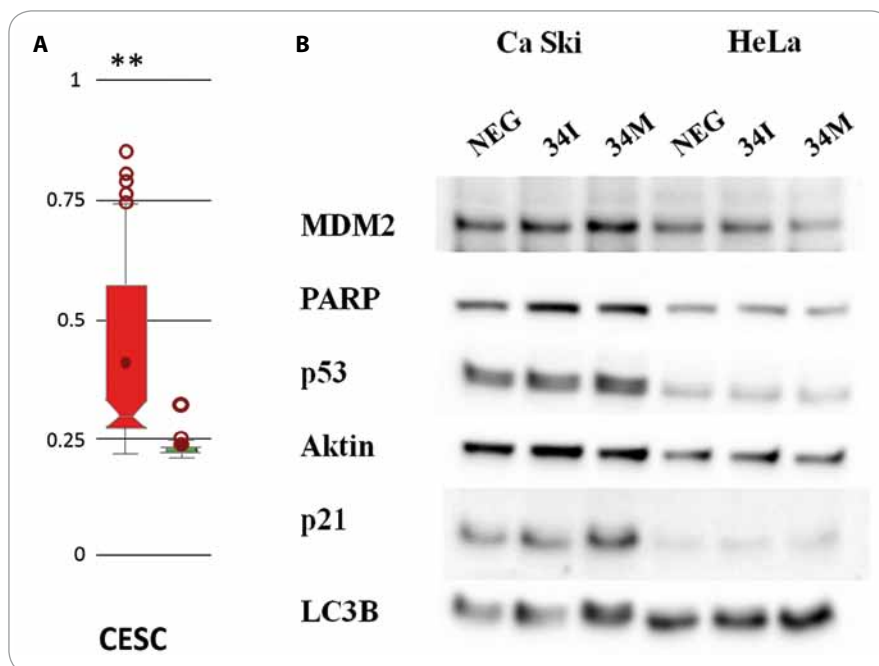 A
**
1
0.75
0.5
0.25
0
CESC
B
Ca Ski HeLa
NEG 34I 34M NEG 34I 34M
MDM2
PARP
p53
Aktin
p21
LC3B